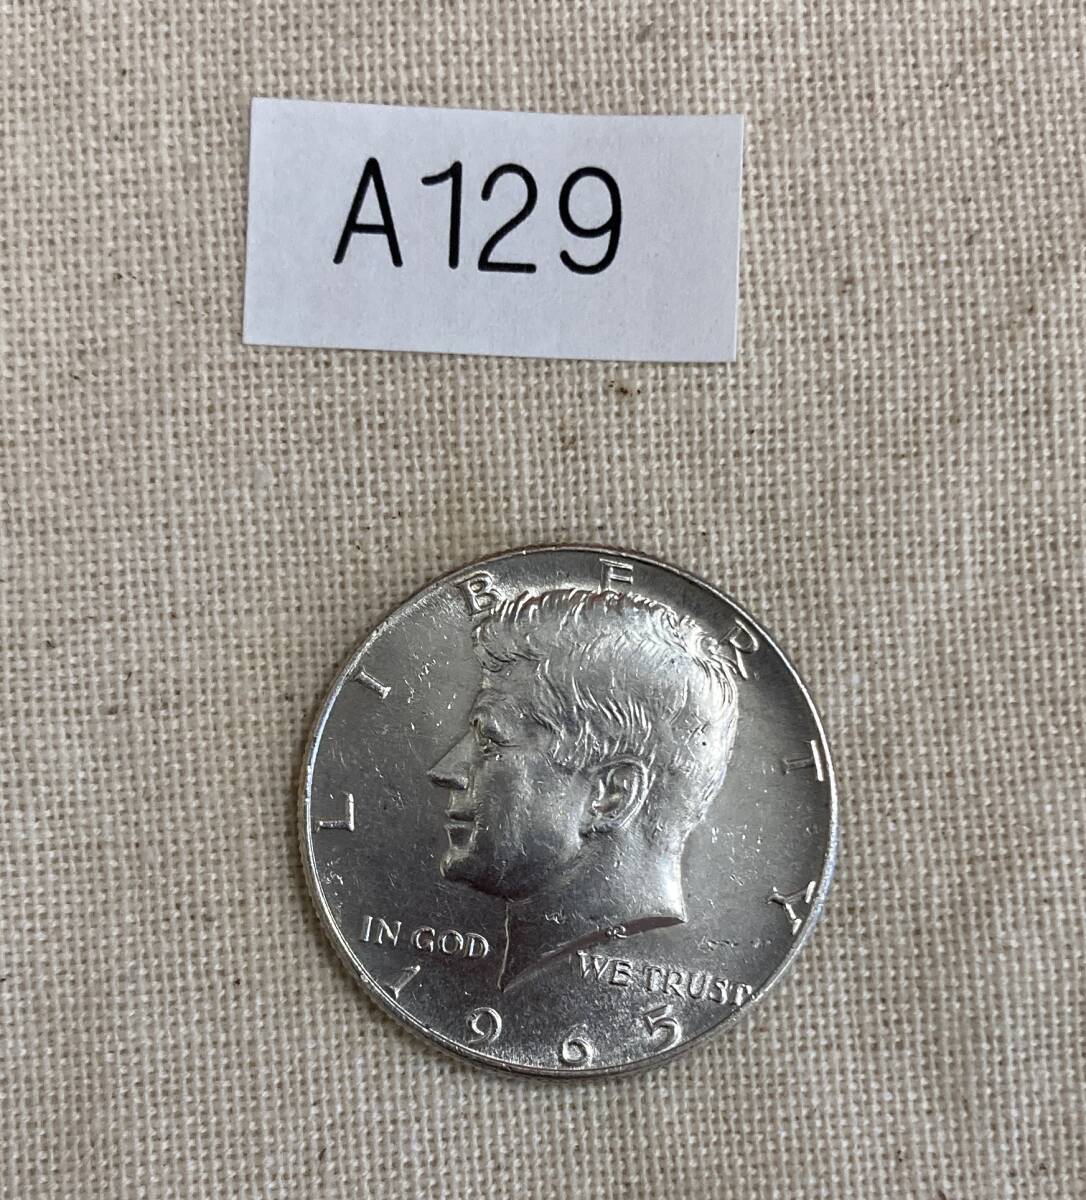 A129
LIBERTY
IN GOD WE TRUST
1965